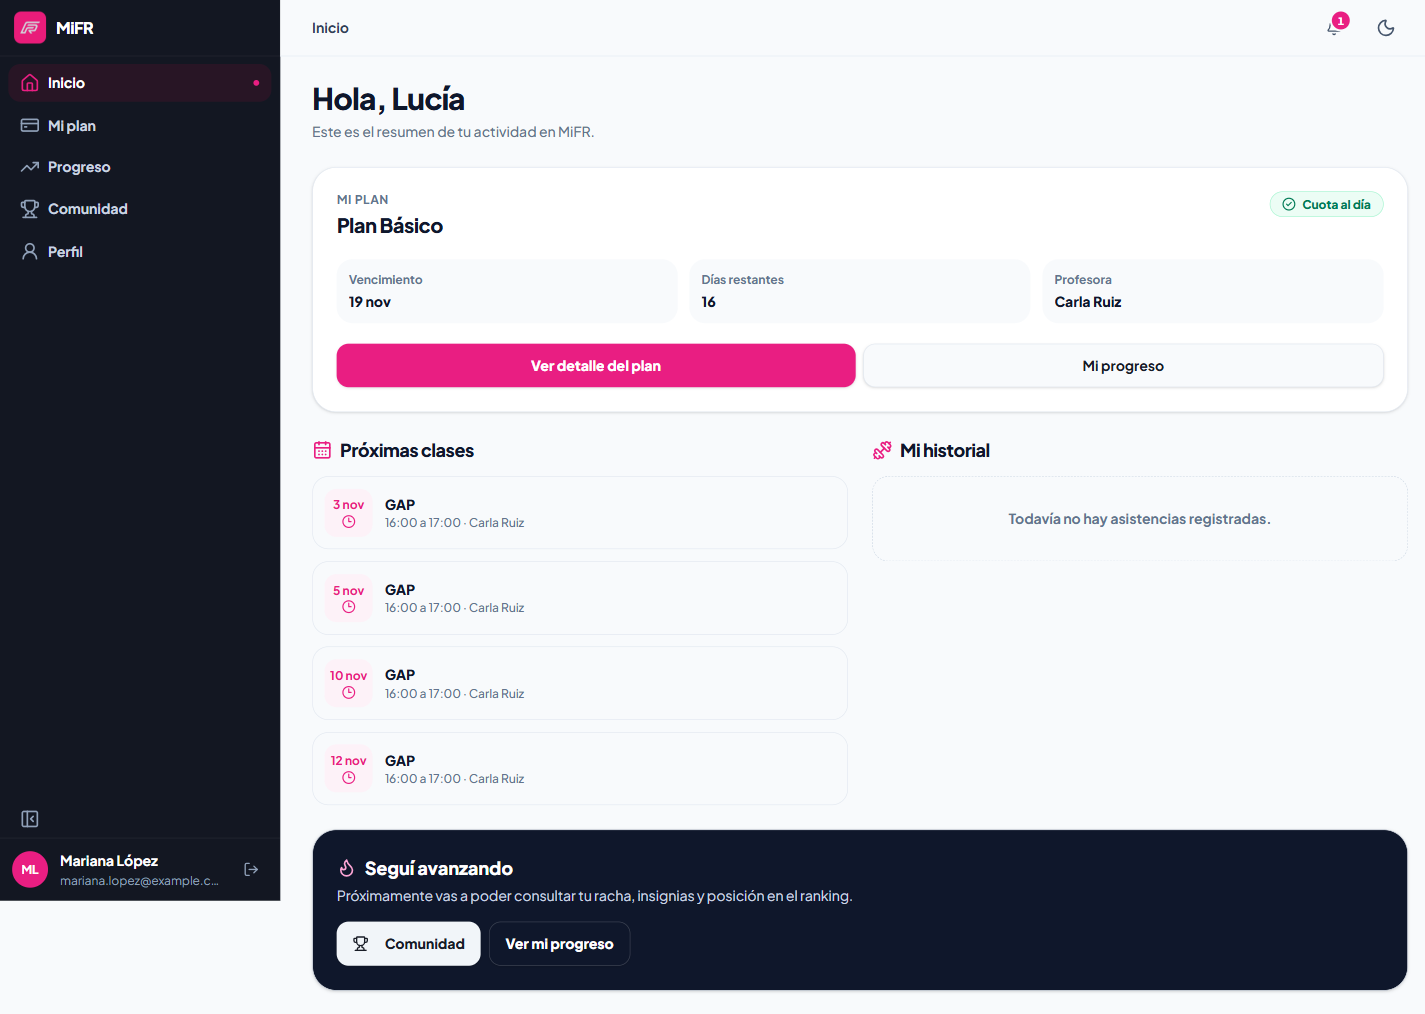 MiFR
Inicio
Mi plan
Progreso
Comunidad
Perfil
Mariana López
ML
mariana.lopez@example.c...
Inicio
1
Hola, Lucía
Este es el resumen de tu actividad en MiFR.
MI PLAN
Plan Básico
Cuota al día
Vencimiento
19 nov
Días restantes
16
Profesora
Carla Ruiz
Ver detalle del plan
Mi progreso
Próximas clases
3 nov
GAP
16:00 a 17:00 · Carla Ruiz
5 nov
GAP
16:00 a 17:00 · Carla Ruiz
10 nov
GAP
16:00 a 17:00 · Carla Ruiz
12 nov
GAP
16:00 a 17:00 · Carla Ruiz
Mi historial
Todavía no hay asistencias registradas.
Seguí avanzando
Próximamente vas a poder consultar tu racha, insignias y posición en el ranking.
Comunidad
Ver mi progreso